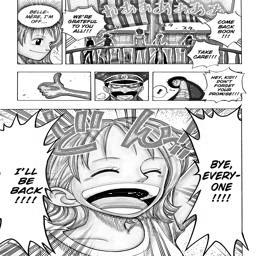 BELLE-
MERE, I'M
OFF...
WE'RE
GRATEFUL
TO YOU
ALL!!!
COME
BACK
SOON
!!!
TAKE CARE!!!
HEY, KID!!
DON'T
FORGET
YOUR
PROMISE!!!
I'LL
BE
BACK
!!!!
BYE,
EVERY-
ONE
!!!!